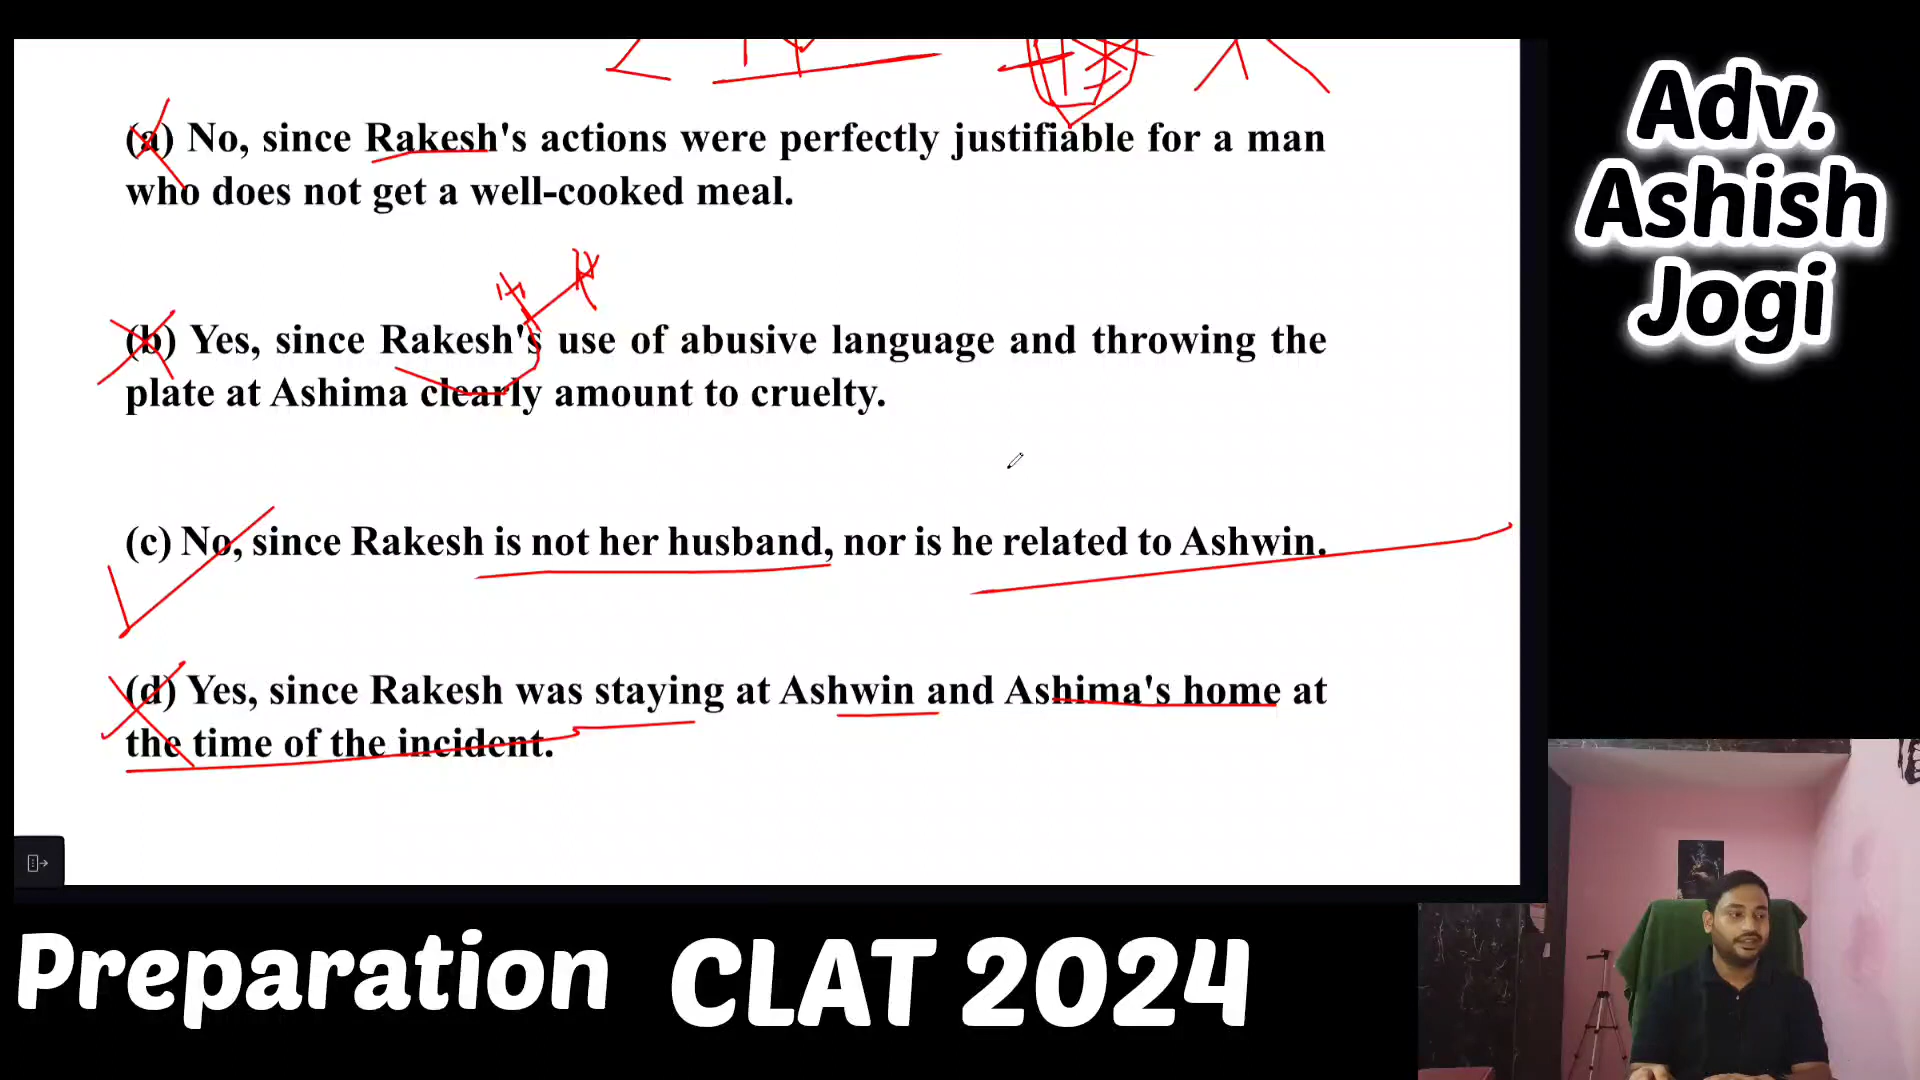 (a) No, since Rakesh's actions were perfectly justifiable for a man
who does not get a well-cooked meal.
(b) Yes, since Rakesh's use of abusive language and throwing the
plate at Ashima clearly amount to cruelty.
(c) No, since Rakesh is not her husband, nor is he related to Ashwin.
(d) Yes, since Rakesh was staying at Ashwin and Ashima's home at
the time of the incident.
Adv.
Ashish
Jogi
Preparation CLAT 2024